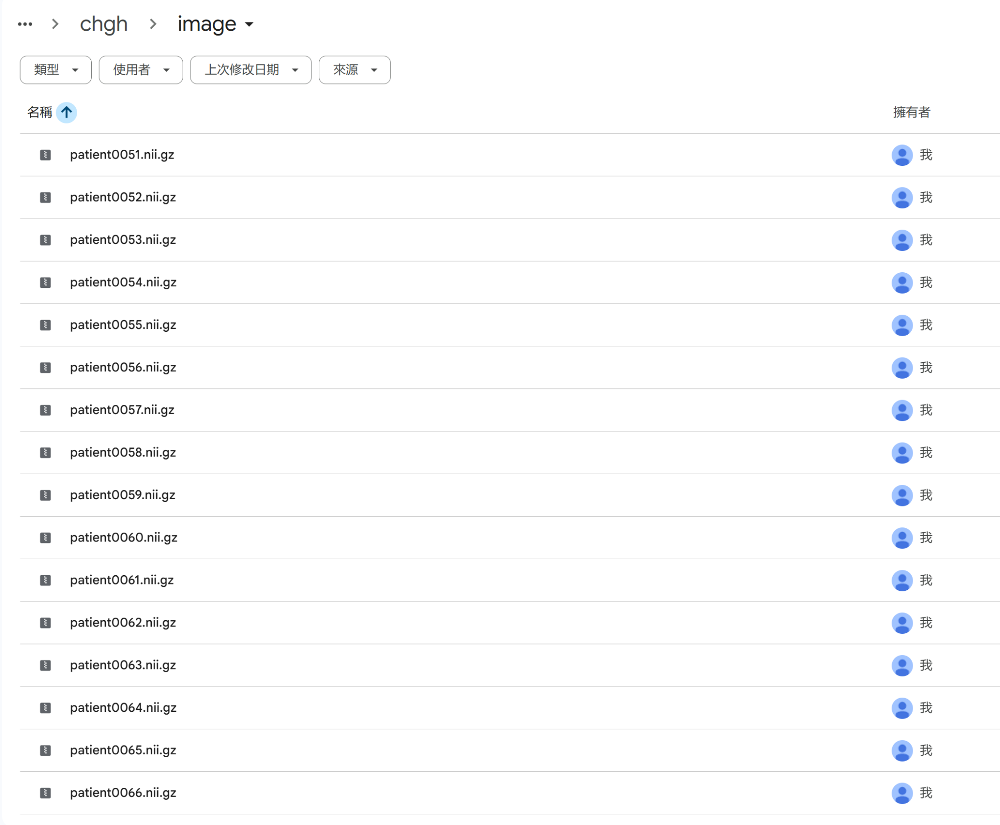 … > chgh > image
類型 使用者 上次修改日期 來源
名稱 擁有者
patient0051.nii.gz 我
patient0052.nii.gz 我
patient0053.nii.gz 我
patient0054.nii.gz 我
patient0055.nii.gz 我
patient0056.nii.gz 我
patient0057.nii.gz 我
patient0058.nii.gz 我
patient0059.nii.gz 我
patient0060.nii.gz 我
patient0061.nii.gz 我
patient0062.nii.gz 我
patient0063.nii.gz 我
patient0064.nii.gz 我
patient0065.nii.gz 我
patient0066.nii.gz 我